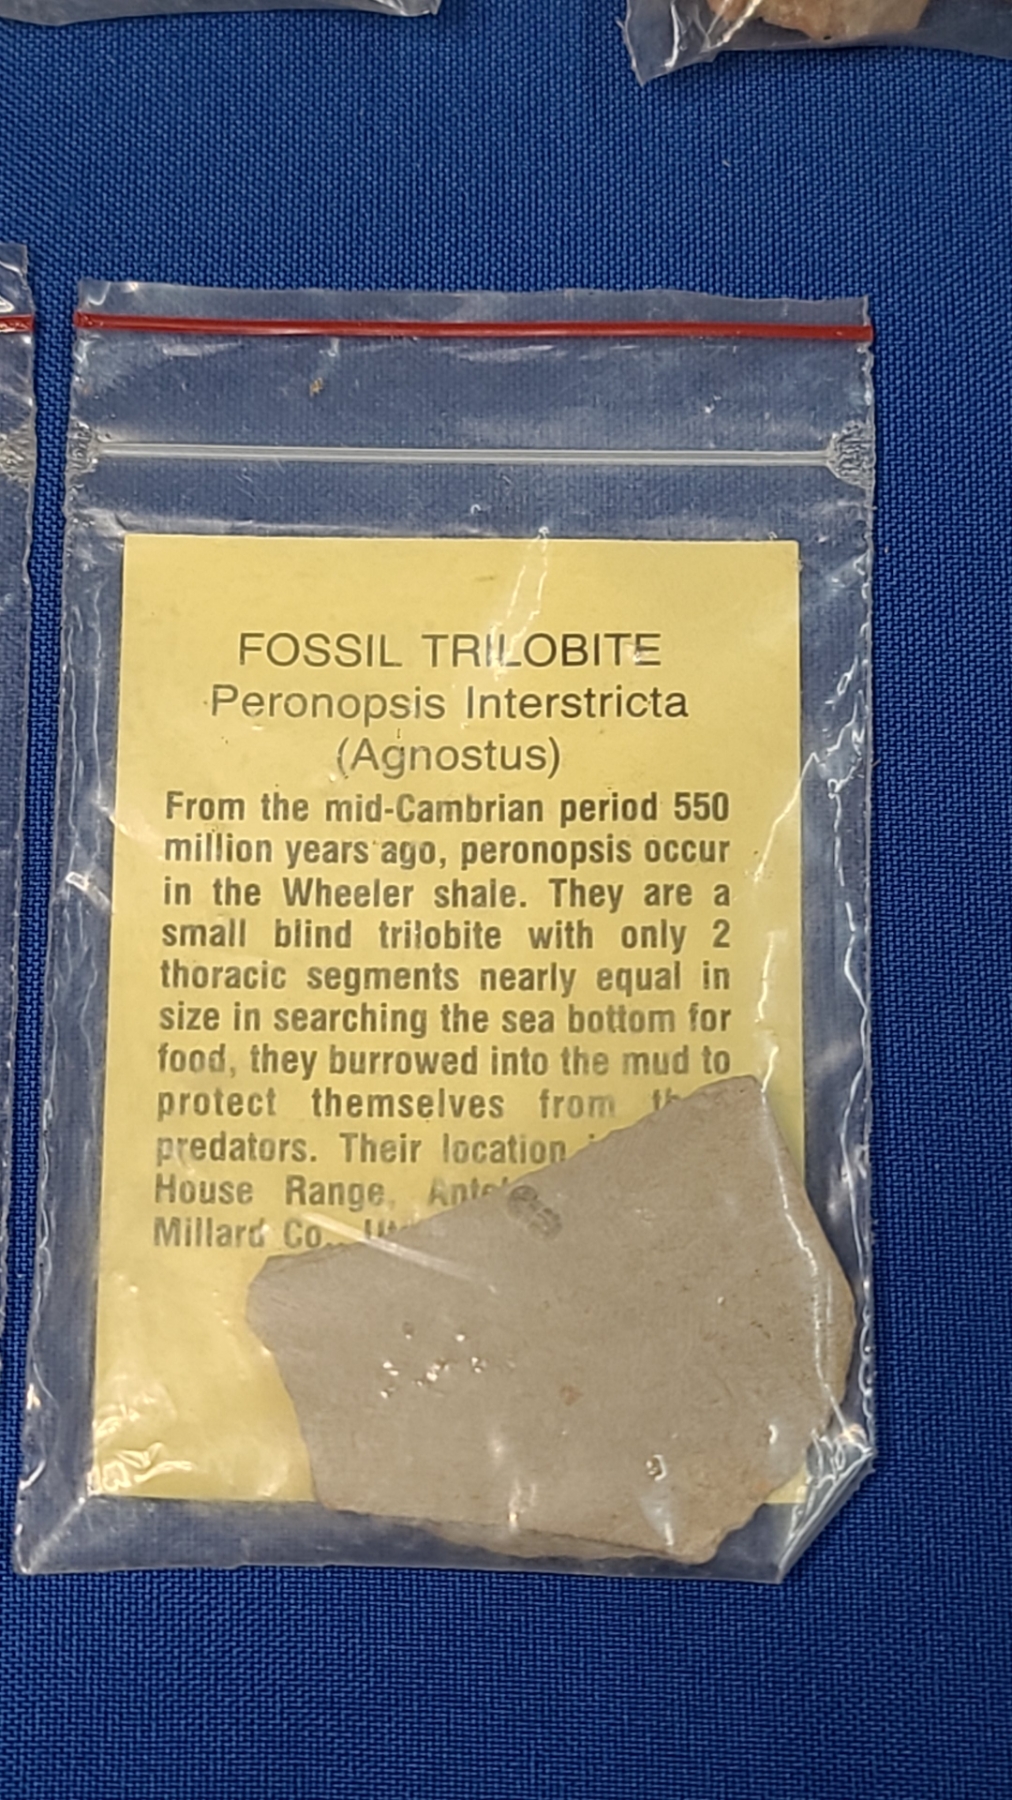 FOSSIL TRILOBITE
Peronopsis Interstricta
(Agnostus)
From the mid-Cambrian period 550
million years ago, peronopsis occur
in the Wheeler shale. They are a
small blind trilobite with only 2
thoracic segments nearly equal in
size in searching the sea bottom for
food, they burrowed into the mud to
protect themselves from
predators. Their location
House Range,
Millard Co.,